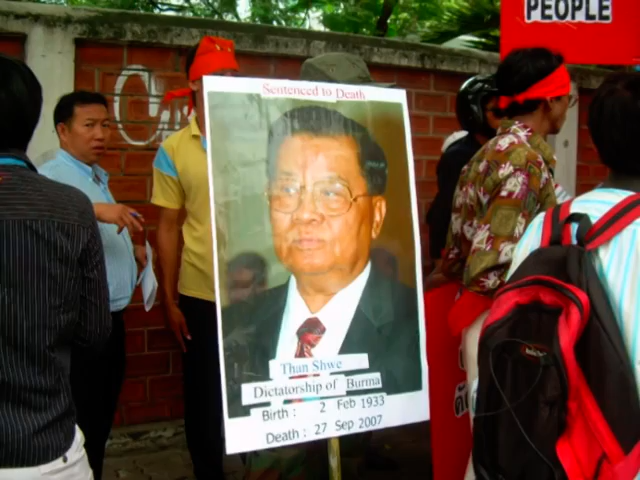 PEOPLE
Sentenced to Death
Than Shwe
Dictatorship of Burma
Birth : 2 Feb 1933
Death : 27 Sep 2007